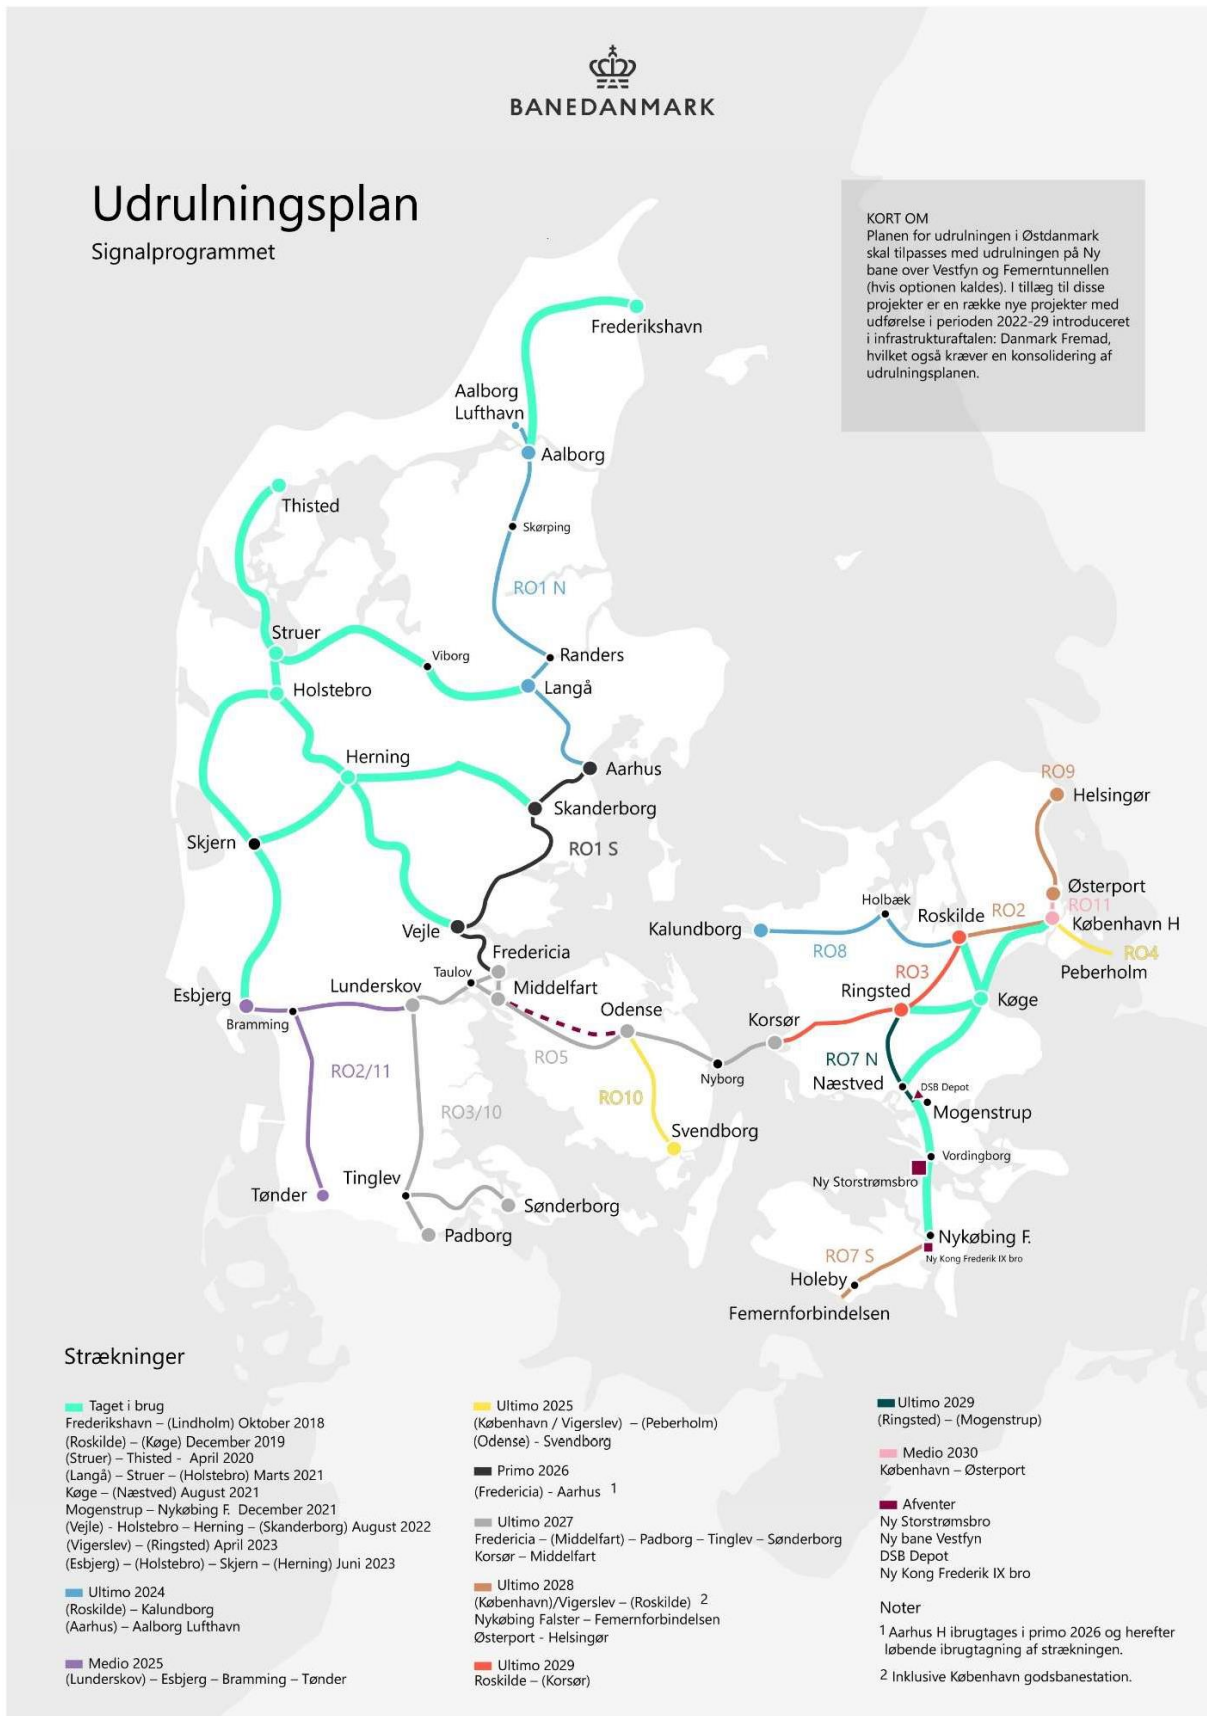 BANEDANMARK
Udrulningsplan
Signalprogrammet
KORT OM
Planen for udrulningen i Østdanmark
skal tilpasses med udrulningen på Ny
bane over Vestfyn og Femerntunnellen
(hvis optionen kaldes). I tillæg til disse
projekter er en række nye projekter med
udførelse i perioden 2022-29 introduceret
i infrastrukturaftalen: Danmark Fremad,
hvilket også kræver en konsolidering af
udrulningsplanen.
Frederikshavn
Aalborg
Lufthavn
Aalborg
Thisted
Skørping
RO1 N
Struer
Viborg
Randers
Holstebro
Langå
Herning
Aarhus
Skanderborg
Skjern
RO1 S
Vejle
Fredericia
Taulov
Lunderskov
Middelfart
Esbjerg
Bramming
Odense
RO5
RO2/11
RO10
RO3/10
Nyborg
Svendborg
Tinglev
Tønder
Sønderborg
Padborg
RO9
Helsingør
Østerport
RO11
Holbæk
Roskilde
RO2
København H
Kalundborg
RO8
RO4
Peberholm
RO3
Ringsted
Køge
Korsør
RO7 N
Næstved
DSB Depot
Mogenstrup
Vordingborg
Ny Storstrømsbro
Nykøbing F.
Ny Kong Frederik IX bro
RO7 S
Holeby
Femernforbindelsen
Strækninger
Taget i brug
Frederikshavn – (Lindholm) Oktober 2018
(Roskilde) – (Køge) December 2019
(Struer) – Thisted - April 2020
(Langå) – Struer – (Holstebro) Marts 2021
Køge – (Næstved) August 2021
Mogenstrup – Nykøbing F. December 2021
(Vejle) - Holstebro – Herning – (Skanderborg) August 2022
(Vigerslev) – (Ringsted) April 2023
(Esbjerg) – (Holstebro) – Skjern – (Herning) Juni 2023
Ultimo 2024
(Roskilde) – Kalundborg
(Aarhus) – Aalborg Lufthavn
Medio 2025
(Lunderskov) – Esbjerg – Bramming – Tønder
Ultimo 2025
(København / Vigerslev) – (Peberholm)
(Odense) - Svendborg
Primo 2026
(Fredericia) - Aarhus 1
Ultimo 2027
Fredericia – (Middelfart) – Padborg – Tinglev – Sønderborg
Korsør – Middelfart
Ultimo 2028
(København)/Vigerslev – (Roskilde) 2
Nykøbing Falster – Femernforbindelsen
Østerport - Helsingør
Ultimo 2029
Roskilde – (Korsør)
Ultimo 2029
(Ringsted) – (Mogenstrup)
Medio 2030
København – Østerport
Afventer
Ny Storstrømsbro
Ny bane Vestfyn
DSB Depot
Ny Kong Frederik IX bro
Noter
1 Aarhus H ibrugtages i primo 2026 og herefter
løbende ibrugtagning af strækningen.
2 Inklusive København godsbanestation.